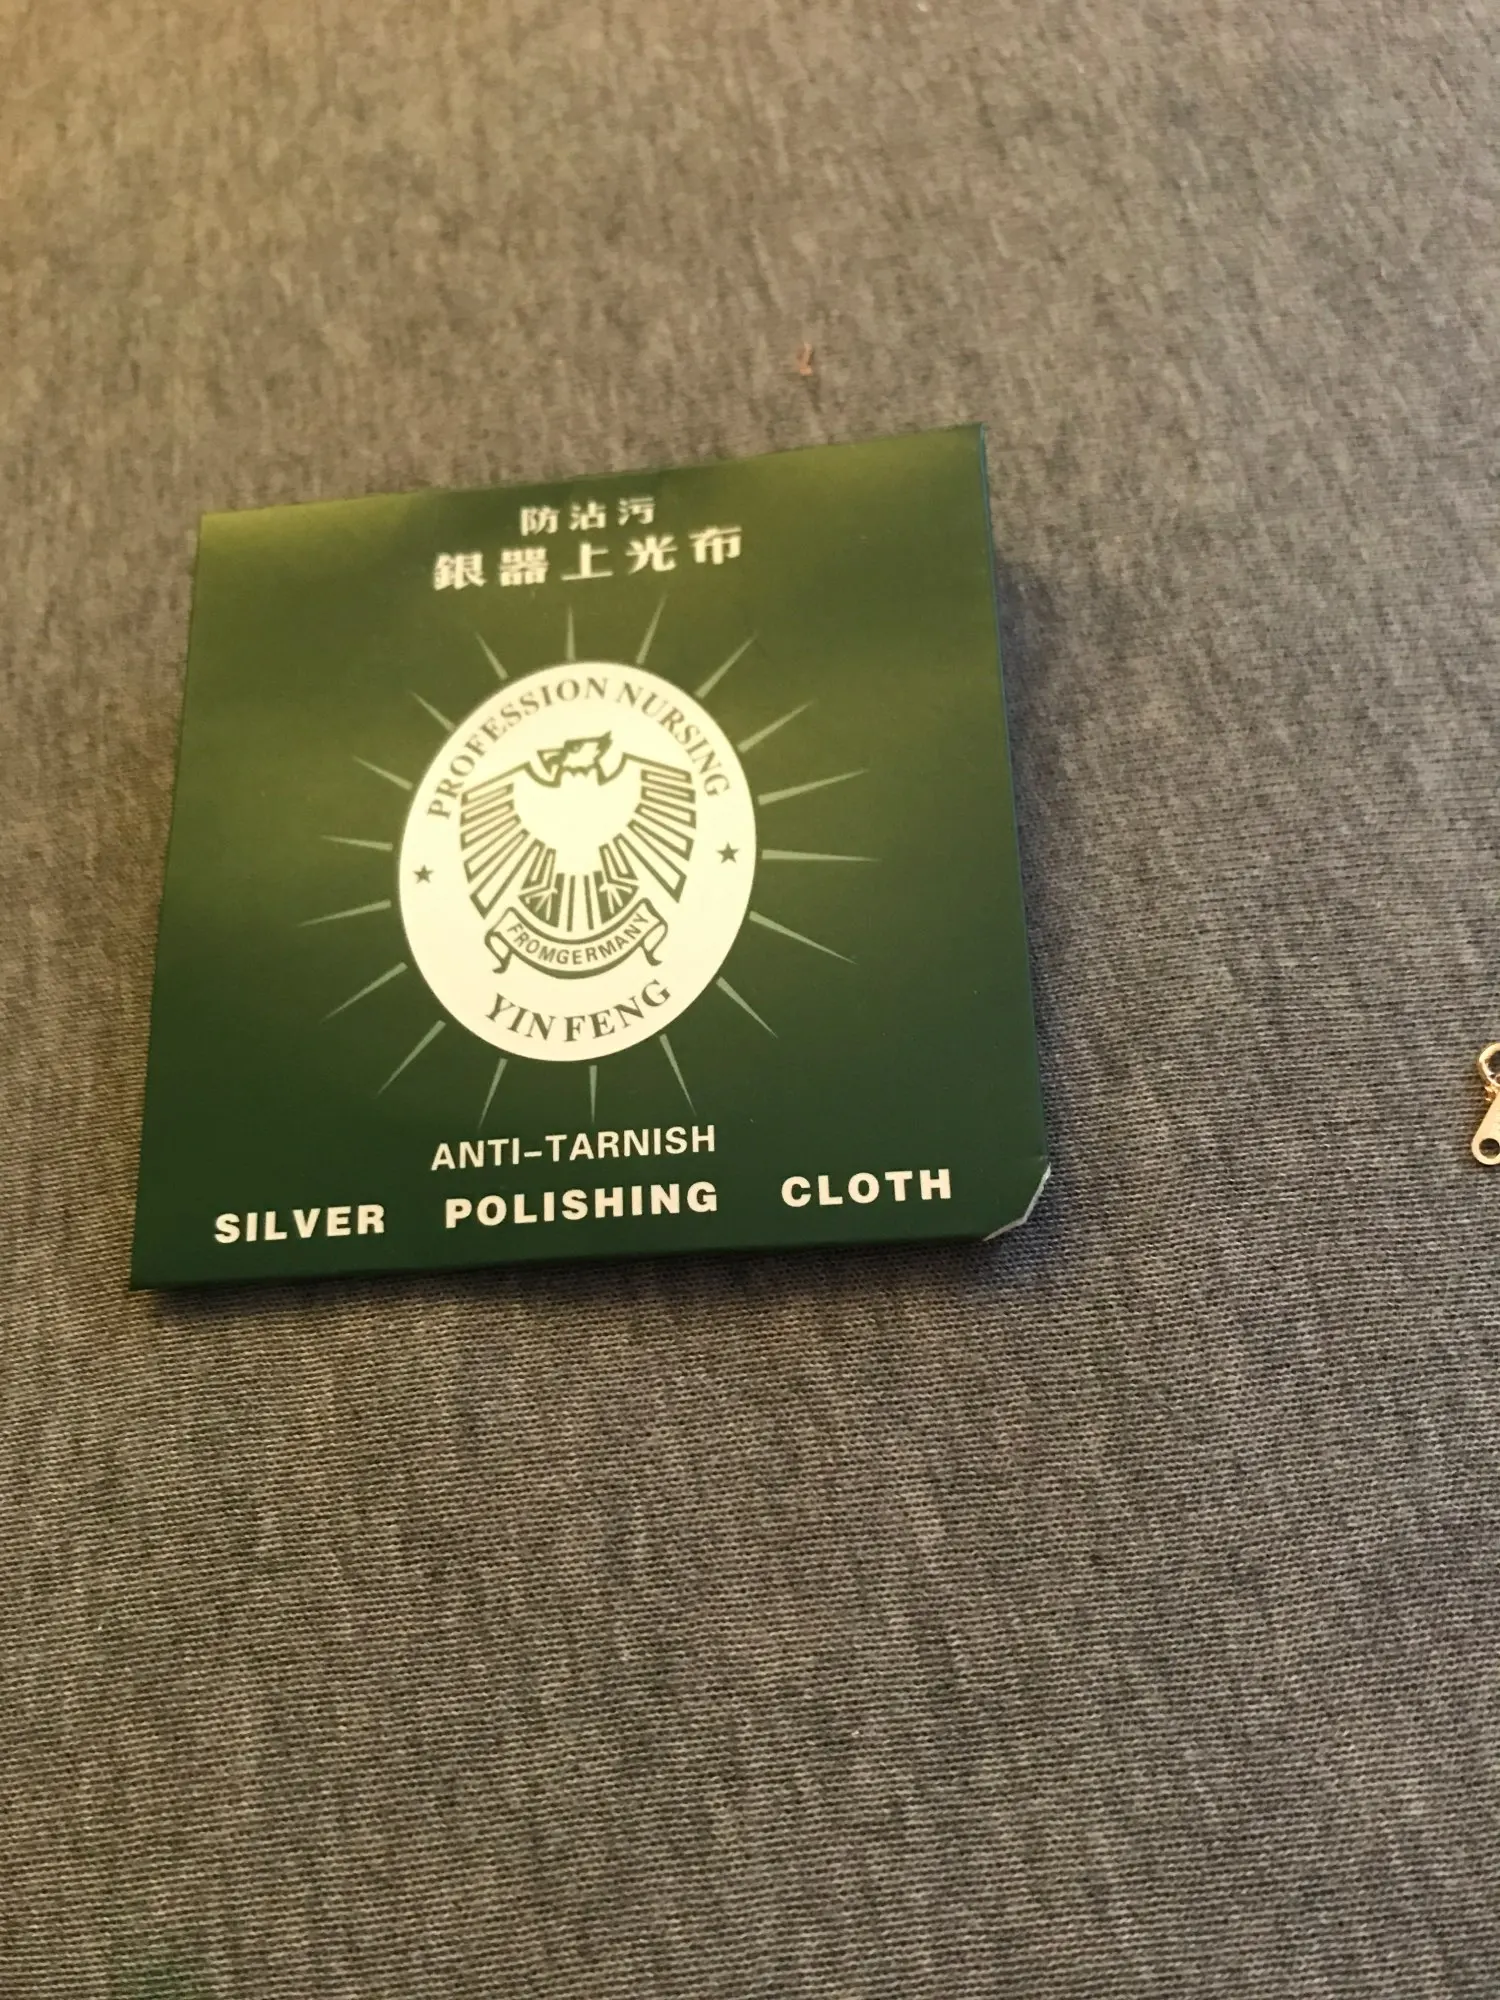 防沾污
銀器上光布
PROFESSION NURSING
FROMGERMANY
YIN FENG
ANTI-TARNISH
SILVER POLISHING CLOTH